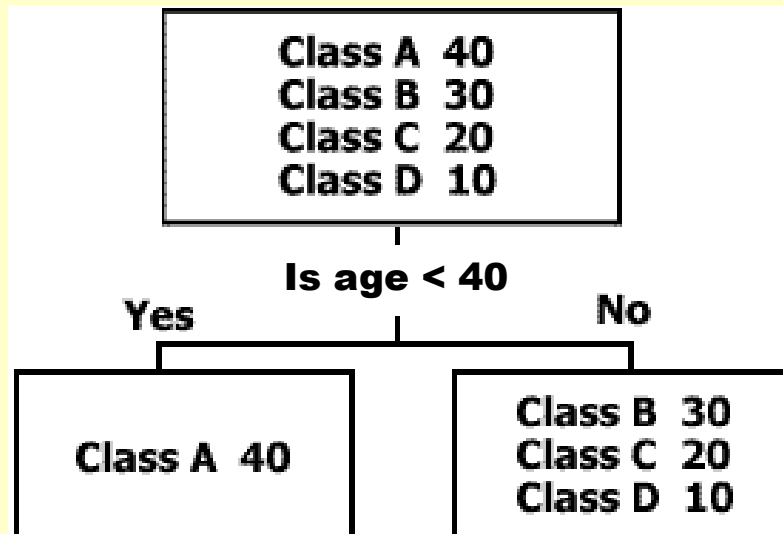 Class A 40
Class B 30
Class C 20
Class D 10
Is age < 40
Yes
No
Class A 40
Class B 30
Class C 20
Class D 10